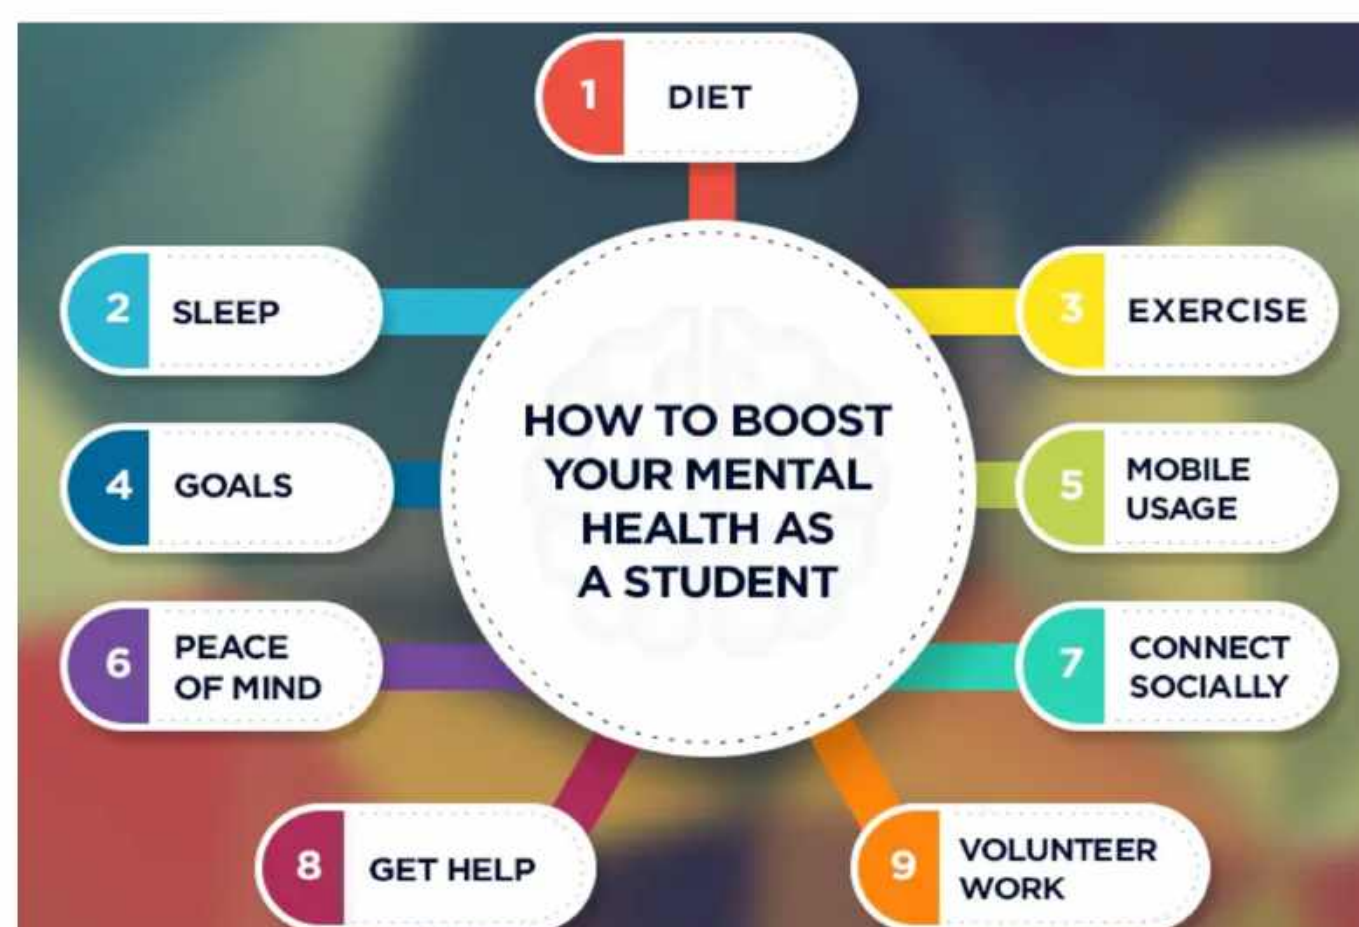 1 DIET
2 SLEEP
3 EXERCISE
HOW TO BOOST
YOUR MENTAL
HEALTH AS
A STUDENT
4 GOALS
5 MOBILE
USAGE
6 PEACE
OF MIND
7 CONNECT
SOCIALLY
8 GET HELP
9 VOLUNTEER
WORK